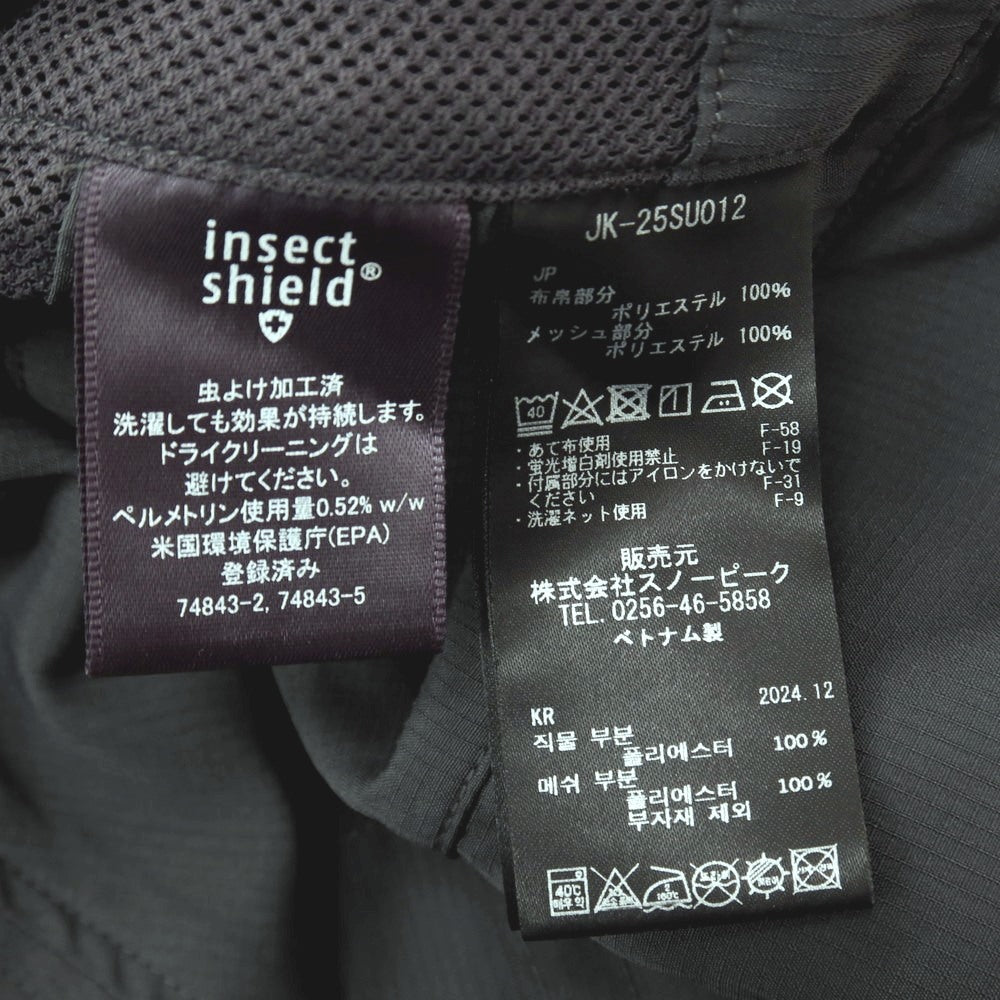 insect
shield®
虫よけ加工済
洗濯しても効果が持続します。
ドライクリーニングは
避けてください。
ペルメトリン使用量0.52% w/w
米国環境保護庁(EPA)
登録済み
74843-2, 74843-5
JK-25SU012
JP
布帛部分
ポリエステル 100%
メッシュ部分
ポリエステル 100%
40
F-58
・あて布使用 F-19
・蛍光増白剤使用禁止
・付属部分にはアイロンをかけないで F-31
ください F-9
・洗濯ネット使用
販売元
株式会社スノーピーク
TEL. 0256-46-5858
ベトナム製
2024.12
KR
직물 부분
폴리에스터 100%
메쉬 부분
폴리에스터 100%
부자재 제외
40℃